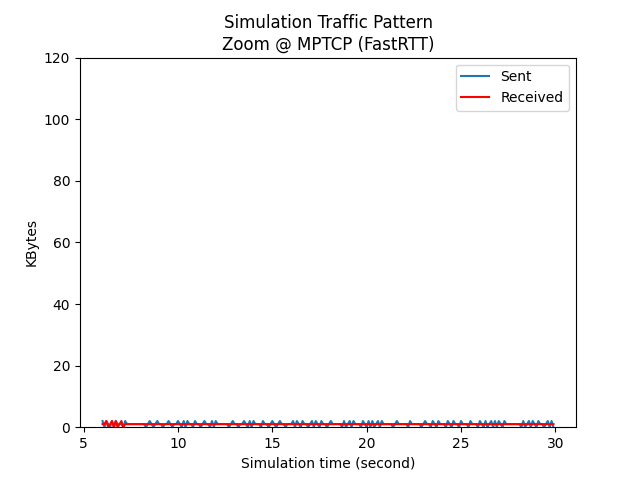 Simulation Traffic Pattern
Zoom @ MPTCP (FastRTT)
Sent
Received
120
100
80
60
40
20
0
KBytes
5 10 15 20 25 30
Simulation time (second)